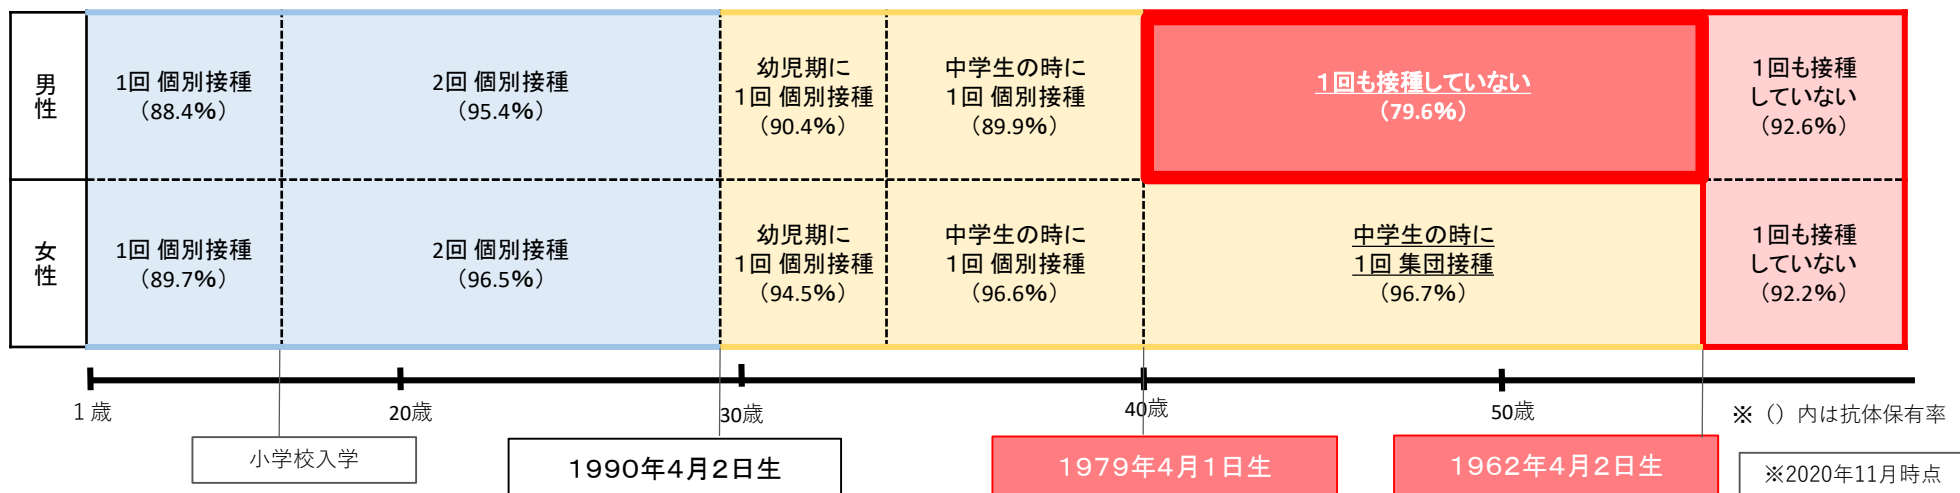 男性
1回 個別接種
（88.4%）
2回 個別接種
（95.4%）
幼児期に
1回 個別接種
（90.4%）
中学生の時に
1回 個別接種
（89.9%）
1回も接種していない
（79.6%）
1回も接種
していない
（92.6%）
女性
1回 個別接種
（89.7%）
2回 個別接種
（96.5%）
幼児期に
1回 個別接種
（94.5%）
中学生の時に
1回 個別接種
（96.6%）
中学生の時に
1回 集団接種
（96.7%）
1回も接種
していない
（92.2%）
1歳
20歳
30歳
40歳
50歳
※（）内は抗体保有率
小学校入学
1990年4月2日生
1979年4月1日生
1962年4月2日生
※2020年11月時点